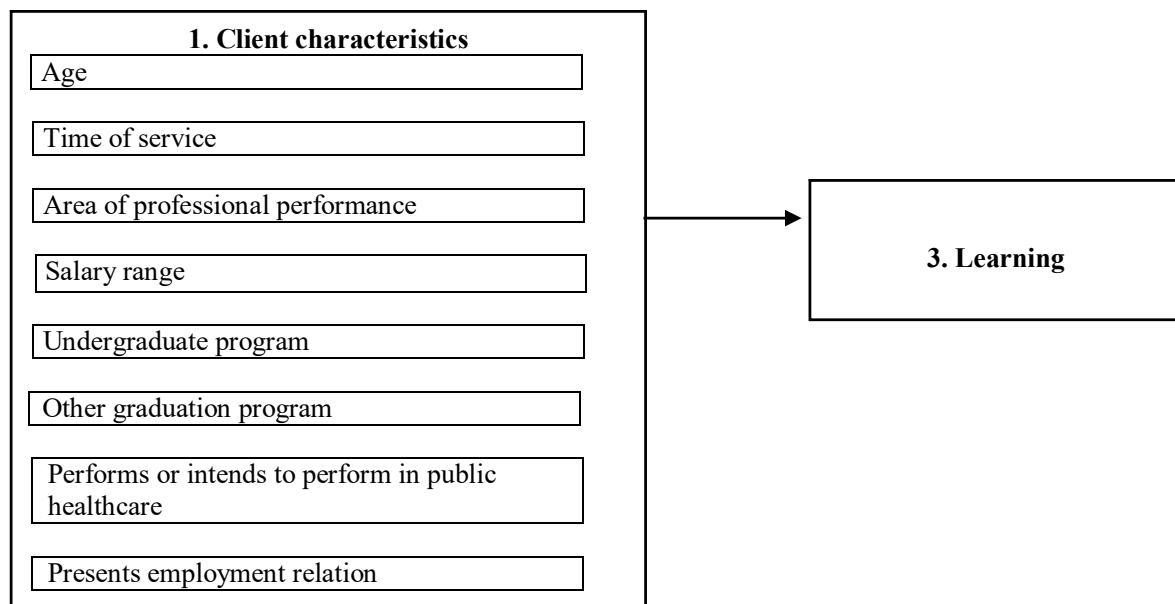 1. Client characteristics
Age
Time of service
Area of professional performance
Salary range
Undergraduate program
Other graduation program
Performs or intends to perform in public
healthcare
Presents employment relation
3. Learning